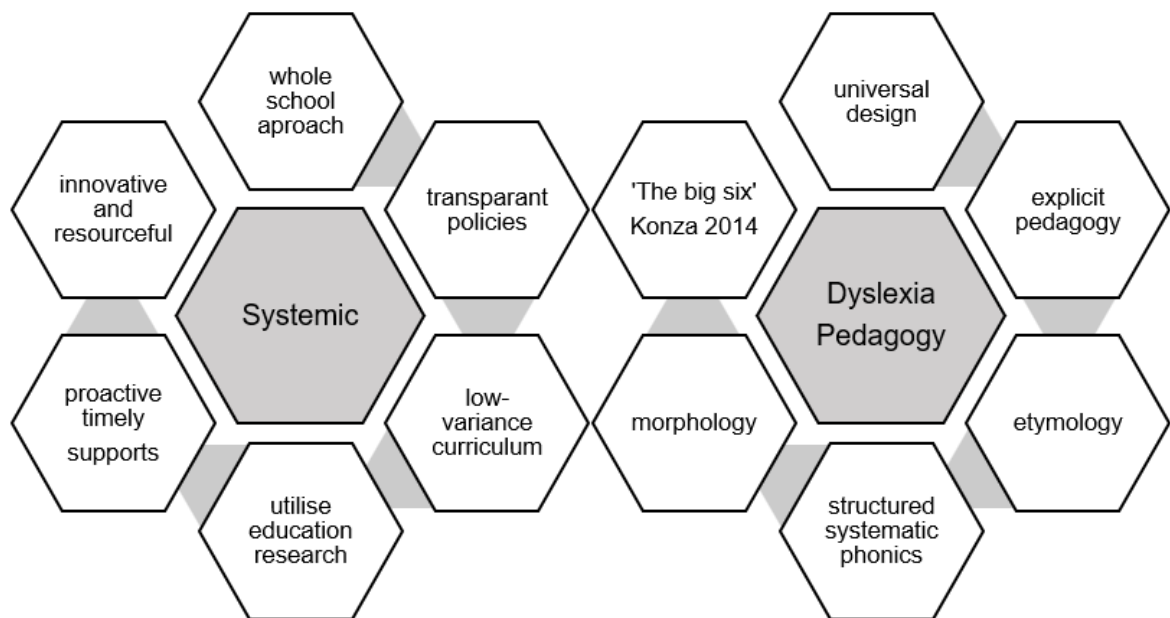 whole
school
aproach
transparant
policies
low-
variance
curriculum
utilise
education
research
proactive
timely
supports
innovative
and
resourceful
Systemic
universal
design
explicit
pedagogy
etymology
structured
systematic
phonics
morphology
'The big six'
Konza 2014
Dyslexia
Pedagogy